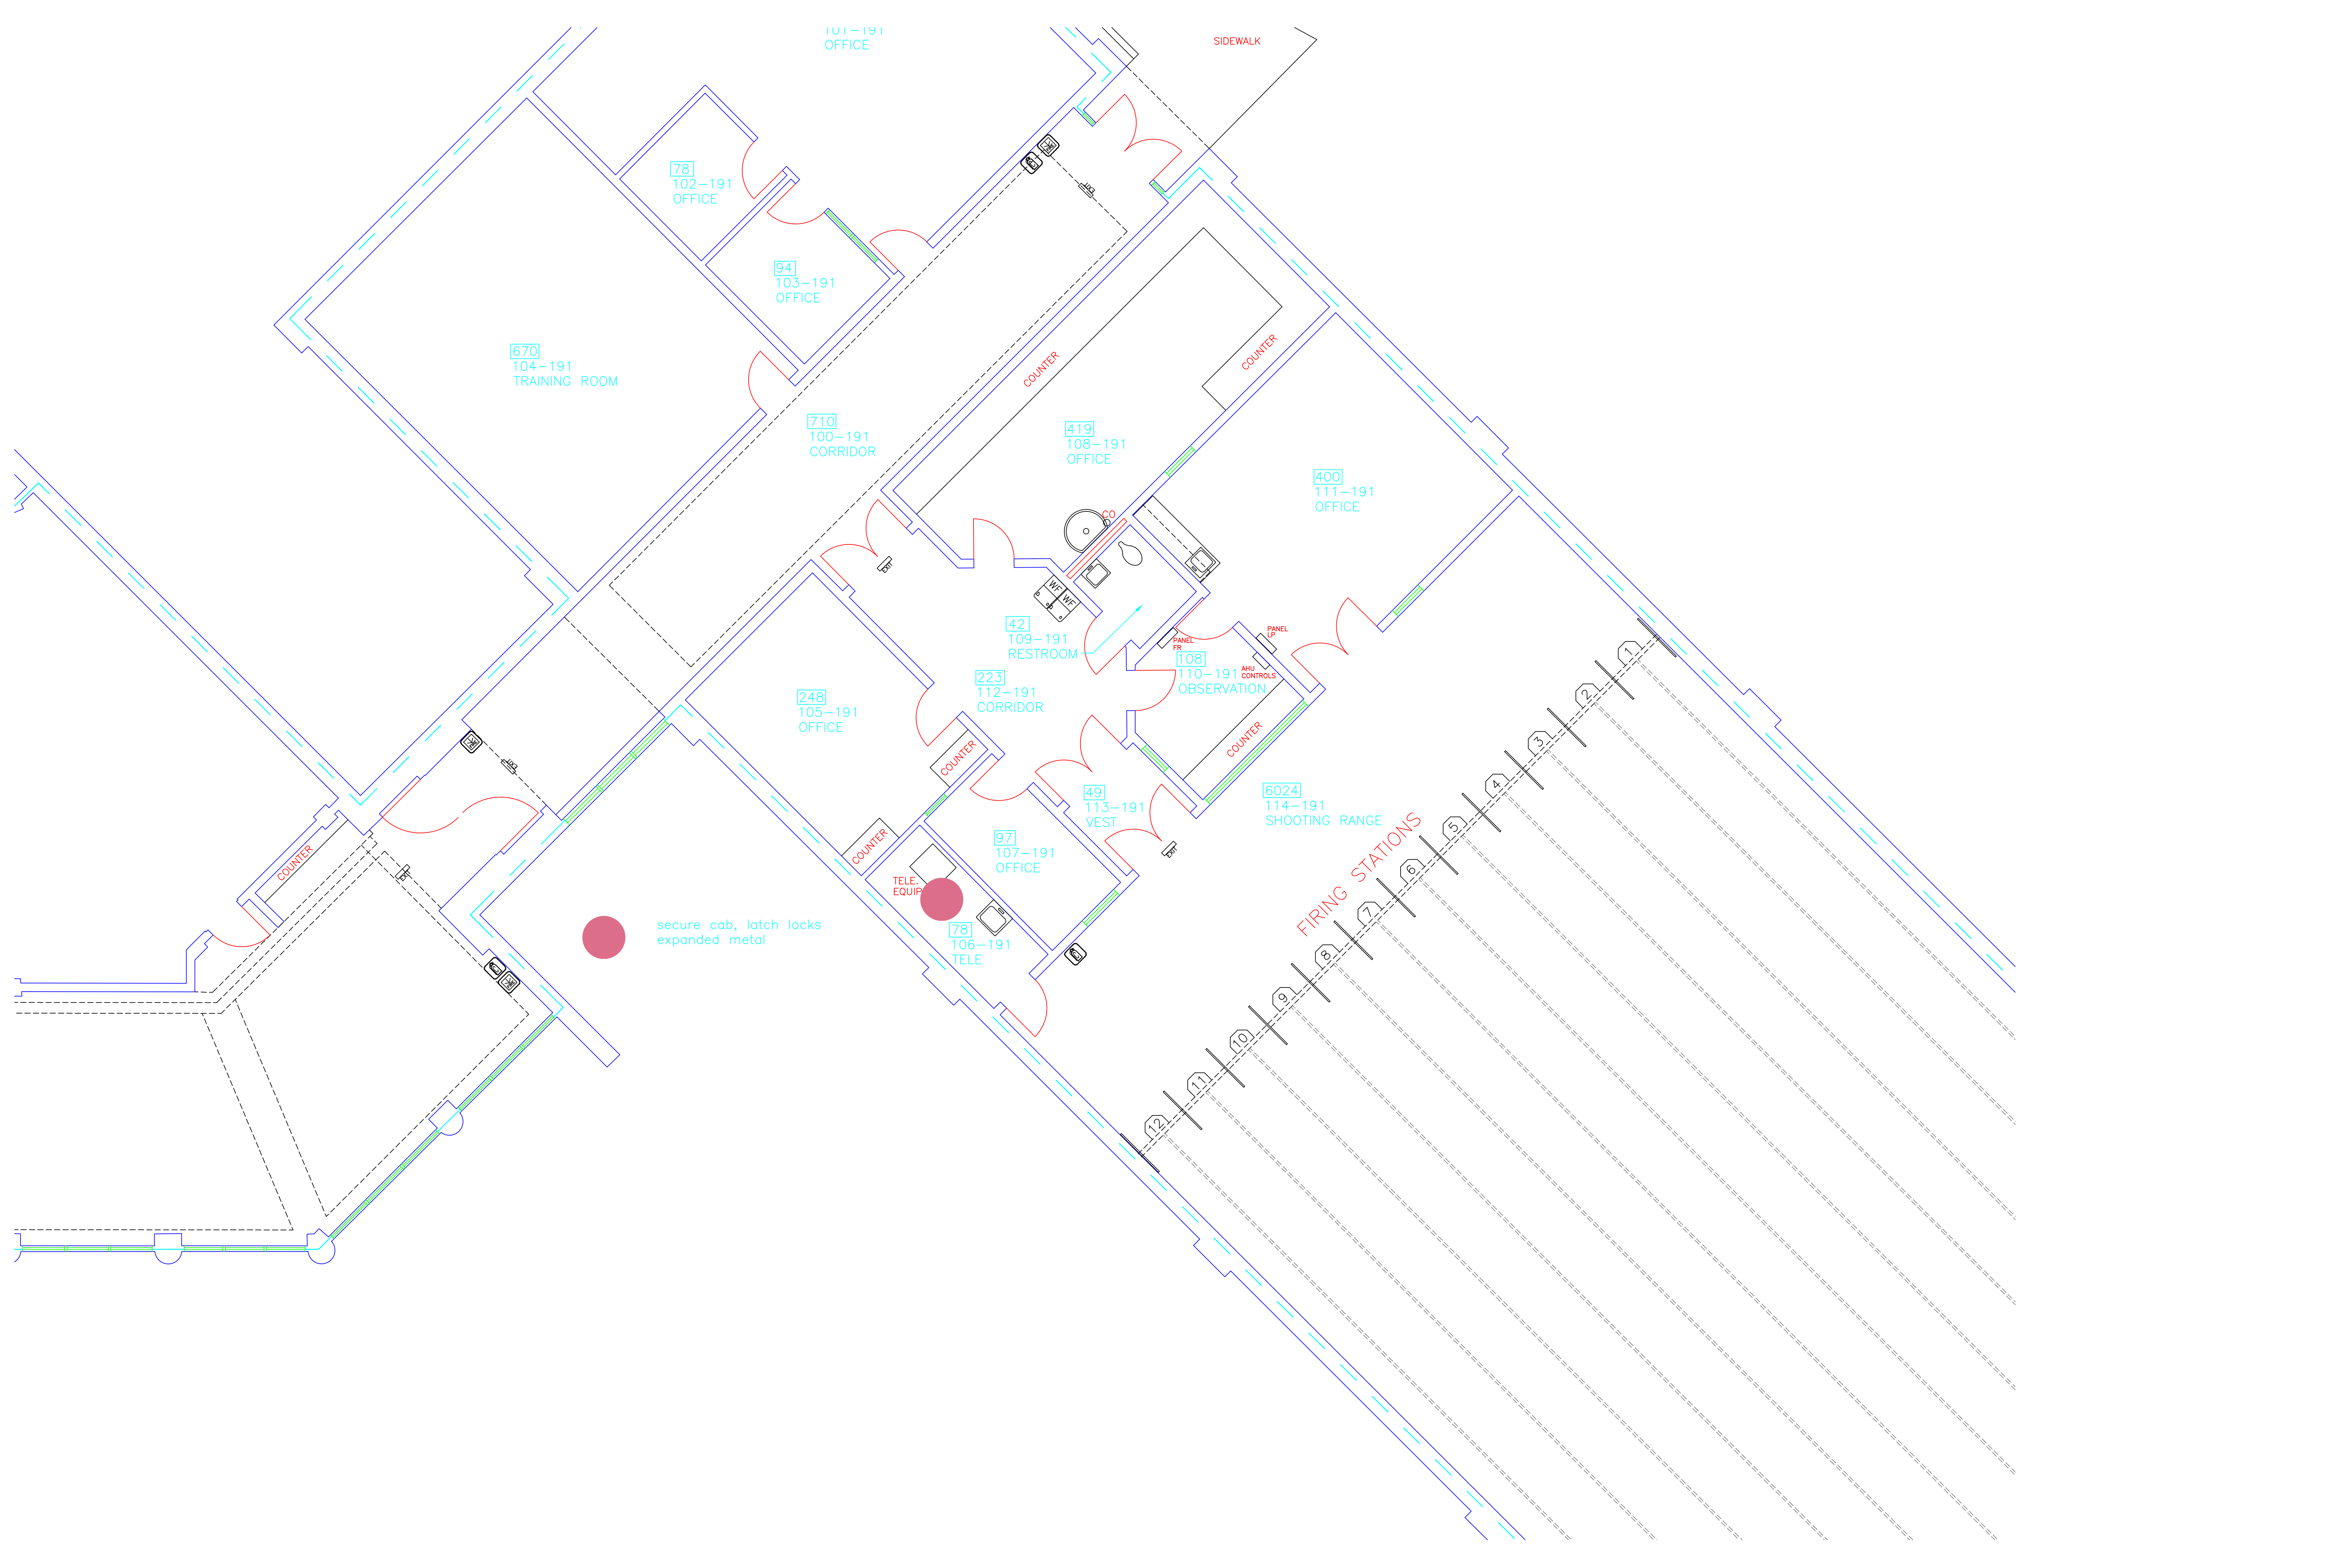 101-191
OFFICE
SIDEWALK
78
102-191
OFFICE
EXIT
94
103-191
OFFICE
670
104-191
TRAINING ROOM
COUNTER
COUNTER
710
100-191
CORRIDOR
419
108-191
OFFICE
400
111-191
OFFICE
CO
EXIT
WF
WF
42
109-191
RESTROOM
PANEL
FR
PANEL
LP
108
110-191
OBSERVATION
AHU
CONTROLS
COUNTER
223
112-191
CORRIDOR
248
105-191
OFFICE
COUNTER
COUNTER
EXIT
49
113-191
VEST
6024
114-191
SHOOTING RANGE
97
107-191
OFFICE
EXIT
COUNTER
EXIT
TELE.
EQUIP
78
106-191
TELE
secure cab, latch locks
expanded metal
FIRING STATIONS
1
2
3
4
5
6
7
8
9
10
11
12